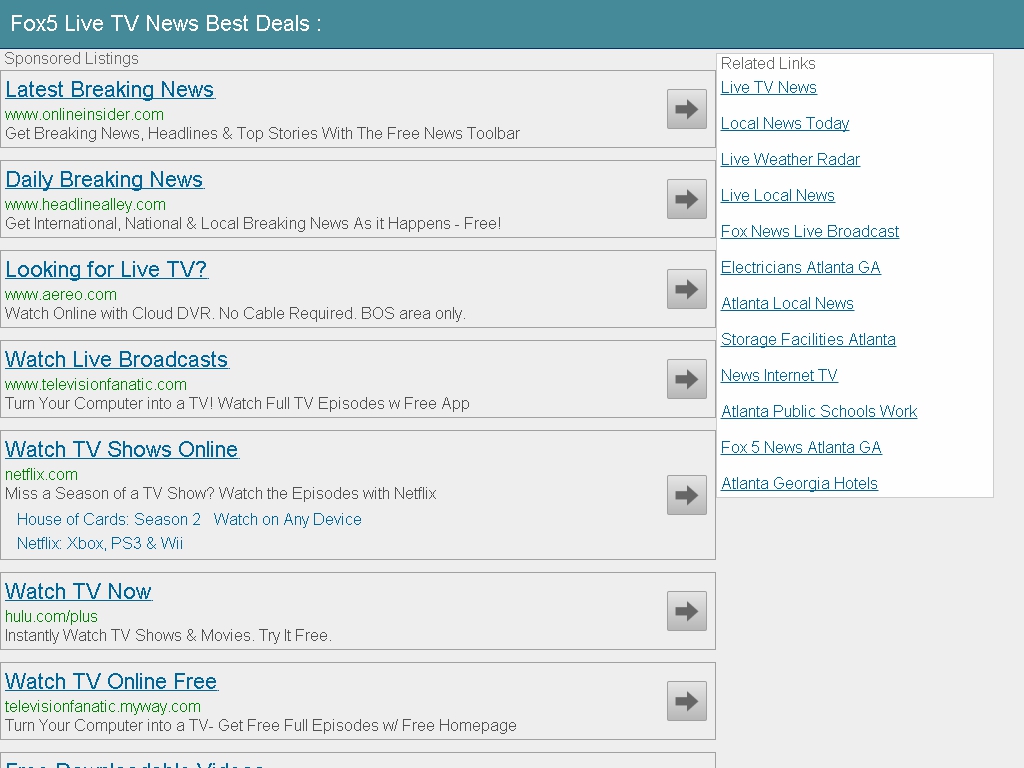 Fox5 Live TV News Best Deals :
Sponsored Listings
Latest Breaking News
www.onlineinsider.com
Get Breaking News, Headlines & Top Stories With The Free News Toolbar
Daily Breaking News
www.headlinealley.com
Get International, National & Local Breaking News As it Happens - Free!
Looking for Live TV?
www.aereo.com
Watch Online with Cloud DVR. No Cable Required. BOS area only.
Watch Live Broadcasts
www.televisionfanatic.com
Turn Your Computer into a TV! Watch Full TV Episodes w Free App
Watch TV Shows Online
netflix.com
Miss a Season of a TV Show? Watch the Episodes with Netflix
House of Cards: Season 2 Watch on Any Device
Netflix: Xbox, PS3 & Wii
Watch TV Now
hulu.com/plus
Instantly Watch TV Shows & Movies. Try It Free.
Watch TV Online Free
televisionfanatic.myway.com
Turn Your Computer into a TV- Get Free Full Episodes w/ Free Homepage
Free Downloadable Videos
Related Links
Live TV News
Local News Today
Live Weather Radar
Live Local News
Fox News Live Broadcast
Electricians Atlanta GA
Atlanta Local News
Storage Facilities Atlanta
News Internet TV
Atlanta Public Schools Work
Fox 5 News Atlanta GA
Atlanta Georgia Hotels